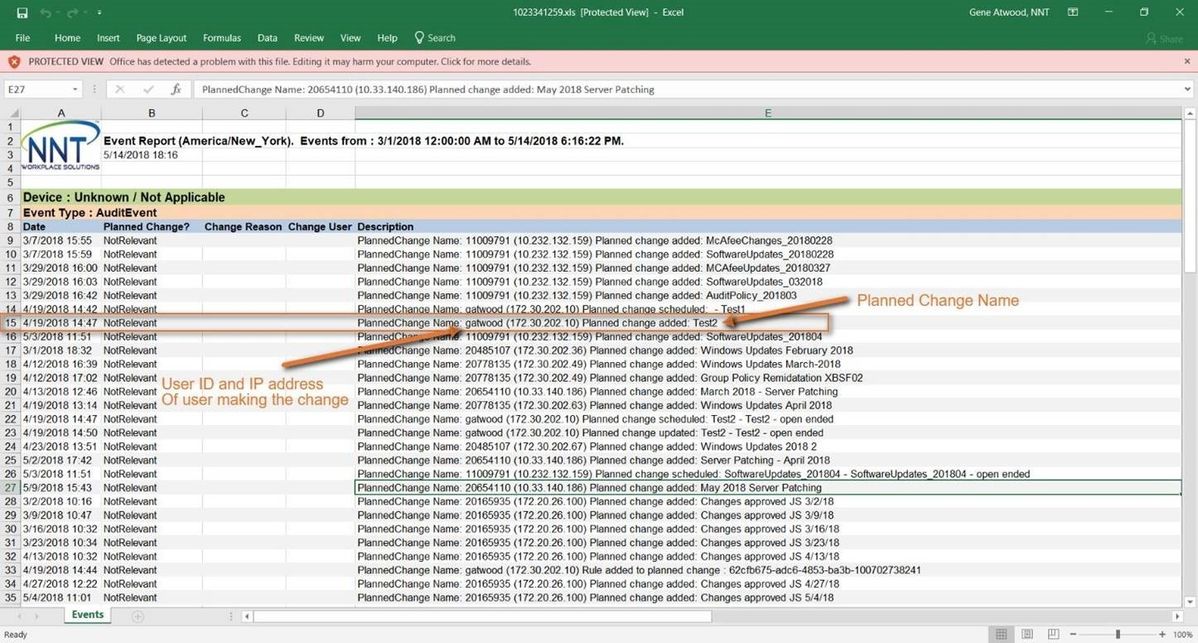 1023341259.xls [Protected View] - Excel
Gene Atwood, NNT
File Home Insert Page Layout Formulas Data Review View Help Search
Share
PROTECTED VIEW Office has detected a problem with this file. Editing it may harm your computer. Click for more details.
E27 fx PlannedChange Name: 20654110 (10.33.140.186) Planned change added: May 2018 Server Patching
A B C D E
1
2 Event Report (America/New_York). Events from : 3/1/2018 12:00:00 AM to 5/14/2018 6:16:22 PM.
NNT
3 5/14/2018 18:16
4 WORKPLACE SOLUTIONS
5
6 Device : Unknown / Not Applicable
7 Event Type : AuditEvent
8 Date Planned Change? Change Reason Change User Description
9 3/7/2018 15:55 NotRelevant PlannedChange Name: 11009791 (10.232.132.159) Planned change added: McAfeeChanges_20180228
10 3/7/2018 15:59 NotRelevant PlannedChange Name: 11009791 (10.232.132.159) Planned change added: SoftwareUpdates_20180228
11 3/29/2018 16:00 NotRelevant PlannedChange Name: 11009791 (10.232.132.159) Planned change added: MCAfeeUpdates_20180327
12 3/29/2018 16:03 NotRelevant PlannedChange Name: 11009791 (10.232.132.159) Planned change added: SoftwareUpdates_032018
13 3/29/2018 16:42 NotRelevant PlannedChange Name: 11009791 (10.232.132.159) Planned change added: AuditPolicy_201803
Planned Change Name
14 4/19/2018 14:42 NotRelevant PlannedChange Name: gatwood (172.30.202.10) Planned change scheduled: - Test1
15 4/19/2018 14:47 NotRelevant PlannedChange Name: gatwood (172.30.202.10) Planned change added: Test2
16 5/3/2018 11:51 NotRelevant PlannedChange Name: 11009791 (10.232.132.159) Planned change added: SoftwareUpdates_201804
17 3/1/2018 18:32 NotRelevant PlannedChange Name: 20485107 (172.30.202.36) Planned change added: Windows Updates February 2018
18 4/12/2018 16:39 NotRelevant PlannedChange Name: 20778135 (172.30.202.49) Planned change added: Windows Updates March-2018
19 4/12/2018 17:02 NotRelevant PlannedChange Name: 20778135 (172.30.202.49) Planned change added: Group Policy Remidatation XBSF02
User ID and IP address
Of user making the change
20 4/13/2018 12:46 NotRelevant PlannedChange Name: 20654110 (10.33.140.186) Planned change added: March 2018 - Server Patching
21 4/19/2018 13:14 NotRelevant PlannedChange Name: 20778135 (172.30.202.63) Planned change added: Windows Updates April 2018
22 4/19/2018 14:47 NotRelevant PlannedChange Name: gatwood (172.30.202.10) Planned change scheduled: Test2 - Test2 - open ended
23 4/19/2018 14:50 NotRelevant PlannedChange Name: gatwood (172.30.202.10) Planned change updated: Test2 - Test2 - open ended
24 4/23/2018 13:51 NotRelevant PlannedChange Name: 20485107 (172.30.202.67) Planned change added: Windows Updates 2018 2
25 5/2/2018 17:42 NotRelevant PlannedChange Name: 20654110 (10.33.140.186) Planned change added: Server Patching - April 2018
26 5/3/2018 11:51 NotRelevant PlannedChange Name: 11009791 (10.232.132.159) Planned change scheduled: SoftwareUpdates_201804 - SoftwareUpdates_201804 - open ended
27 5/9/2018 15:43 NotRelevant PlannedChange Name: 20654110 (10.33.140.186) Planned change added: May 2018 Server Patching
28 3/2/2018 10:16 NotRelevant PlannedChange Name: 20165935 (172.20.26.100) Planned change added: Changes approved JS 3/2/18
29 3/9/2018 10:47 NotRelevant PlannedChange Name: 20165935 (172.20.26.100) Planned change added: Changes approved JS 3/9/18
30 3/16/2018 10:32 NotRelevant PlannedChange Name: 20165935 (172.20.26.100) Planned change added: Changes approved JS 3/16/18
31 3/23/2018 10:34 NotRelevant PlannedChange Name: 20165935 (172.20.26.100) Planned change added: Changes approved JS 3/23/18
32 4/13/2018 10:32 NotRelevant PlannedChange Name: 20165935 (172.20.26.100) Planned change added: Changes approved JS 4/13/18
33 4/19/2018 14:44 NotRelevant PlannedChange Name: gatwood (172.30.202.10) Rule added to planned change : 62cfb675-adc6-4853-ba3b-100702738241
34 4/27/2018 12:22 NotRelevant PlannedChange Name: 20165935 (172.20.26.100) Planned change added: Changes approved JS 4/27/18
35 5/4/2018 11:01 NotRelevant PlannedChange Name: 20165935 (172.20.26.100) Planned change added: Changes approved JS 5/4/18
Events
Ready
100%